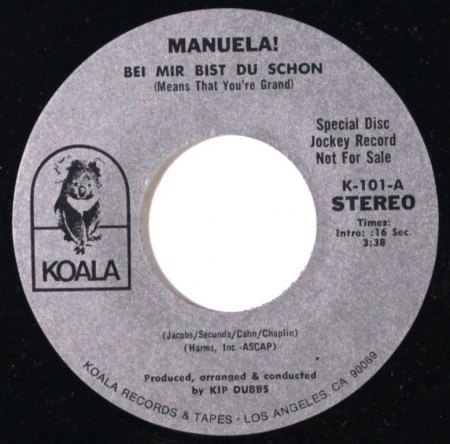 MANUELA!
BEI MIR BIST DU SCHON
(Means That You're Grand)
Special Disc
Jockey Record
Not For Sale
K-101-A
STEREO
Times:
Intro: :16 Sec.
3:38
KOALA
(Jacobs/Secunda/Cahn/Chaplin)
(Harms, Inc.-ASCAP)
Produced, arranged & conducted
by KIP DUBBS
KOALA RECORDS & TAPES • LOS ANGELES, CA 90069